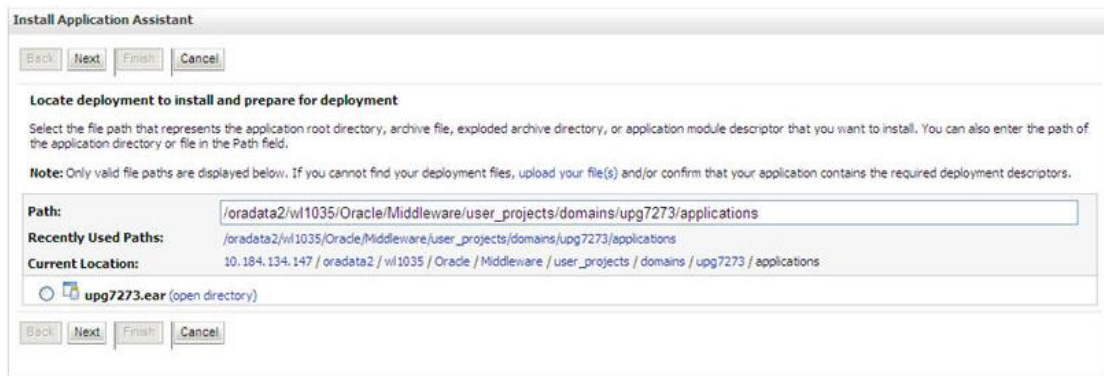 Install Application Assistant
Back Next Finish Cancel
Locate deployment to install and prepare for deployment
Select the file path that represents the application root directory, archive file, exploded archive directory, or application module descriptor that you want to install. You can also enter the path of
the application directory or file in the Path field.
Note: Only valid file paths are displayed below. If you cannot find your deployment files, upload your file(s) and/or confirm that your application contains the required deployment descriptors.
Path: /oradata2/wl1035/Oracle/Middleware/user_projects/domains/upg7273/applications
Recently Used Paths: /oradata2/wl1035/Oracle/Middleware/user_projects/domains/upg7273/applications
Current Location: 10.184.134.147 / oradata2 / wl1035 / Oracle / Middleware / user_projects / domains / upg7273 / applications
upg7273.ear (open directory)
Back Next Finish Cancel